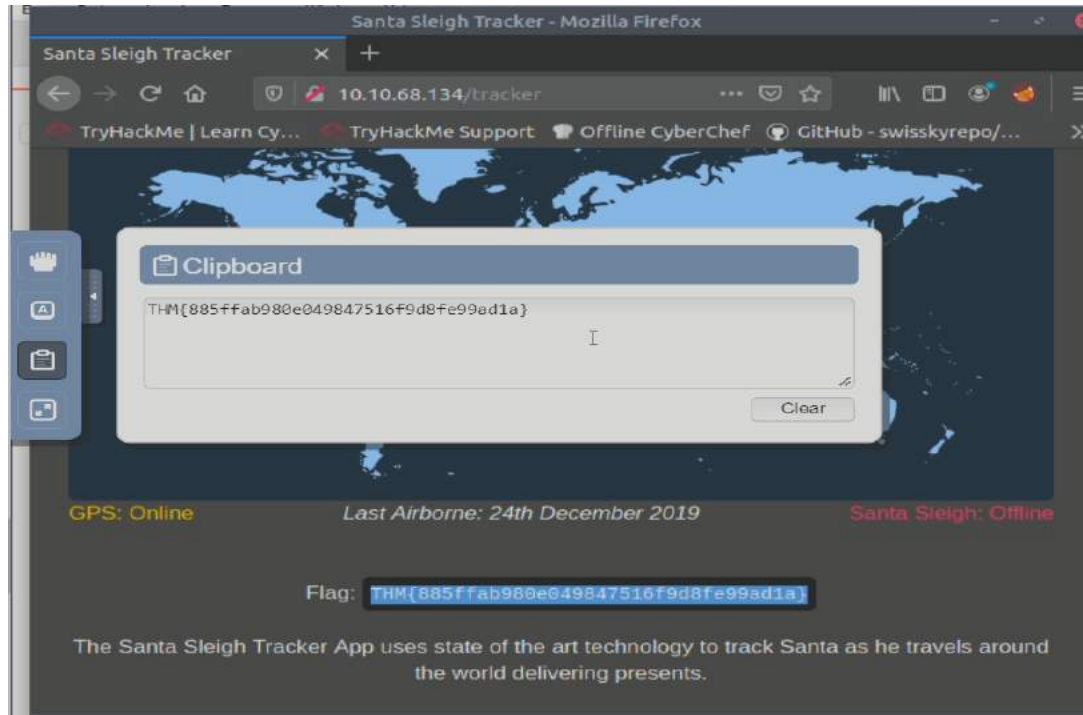 Santa Sleigh Tracker - Mozilla Firefox
Santa Sleigh Tracker
10.10.68.134/tracker
TryHackMe | Learn Cy... TryHackMe Support Offline CyberChef GitHub - swisskyrepo/...
Clipboard
THM{885ffab980e049847516f9d8fe99ad1a}
Clear
GPS: Online Last Airborne: 24th December 2019 Santa Sleigh: Offline
Flag: THM{885ffab980e049847516f9d8fe99ad1a}
The Santa Sleigh Tracker App uses state of the art technology to track Santa as he travels around
the world delivering presents.